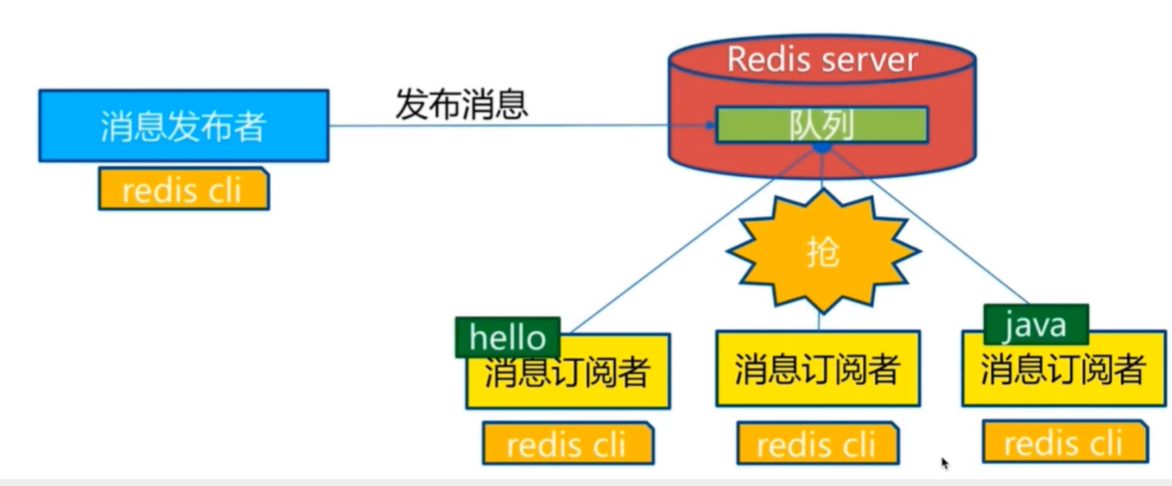 Redis server
消息发布者
发布消息
队列
redis cli
抢
hello
java
消息订阅者
消息订阅者
消息订阅者
redis cli
redis cli
redis cli